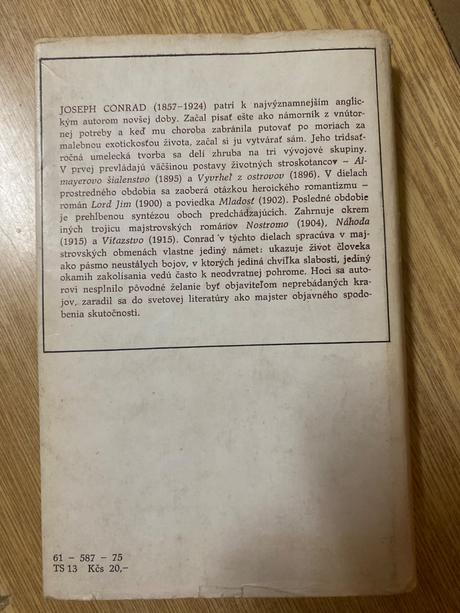 JOSEPH CONRAD (1857–1924) patrí k najvýznamnejším anglic-
kým autorom novšej doby. Začal písať ešte ako námorník z vnútor-
nej potreby a keď mu choroba zabránila putovať po moriach za
malebnou exotickosťou života, začal si ju vytvárať sám. Jeho tridsať-
ročná umelecká tvorba sa delí zhruba na tri vývojové skupiny.
V prvej prevládajú väčšinou postavy životných stroskotancov – Al-
mayerovo šialenstvo (1895) a Vyvrheľ z ostrovov (1896). V dielach
prostredného obdobia sa zaoberá otázkou heroického romantizmu –
román Lord Jim (1900) a poviedka Mladosť (1902). Posledné obdobie
je prehĺbenou syntézou oboch predchádzajúcich. Zahrnuje okrem
iných trojicu majstrovských románov Nostromo (1904), Náhoda
(1915) a Víťazstvo (1915). Conrad v týchto dielach spracúva v maj-
strovských obmenách vlastne jediný námet: ukazuje život človeka
ako pásmo neustálych bojov, v ktorých jediná chvíľka slabosti, jediný
okamih zakolísania vedú často k neodvratnej pohrome. Hoci sa auto-
rovi nesplnilo pôvodné želanie byť objaviteľom neprebádaných kra-
jov, zaradil sa do svetovej literatúry ako majster objavného spodo-
benia skutočnosti.
61 – 587 – 75
TS 13 Kčs 20,–